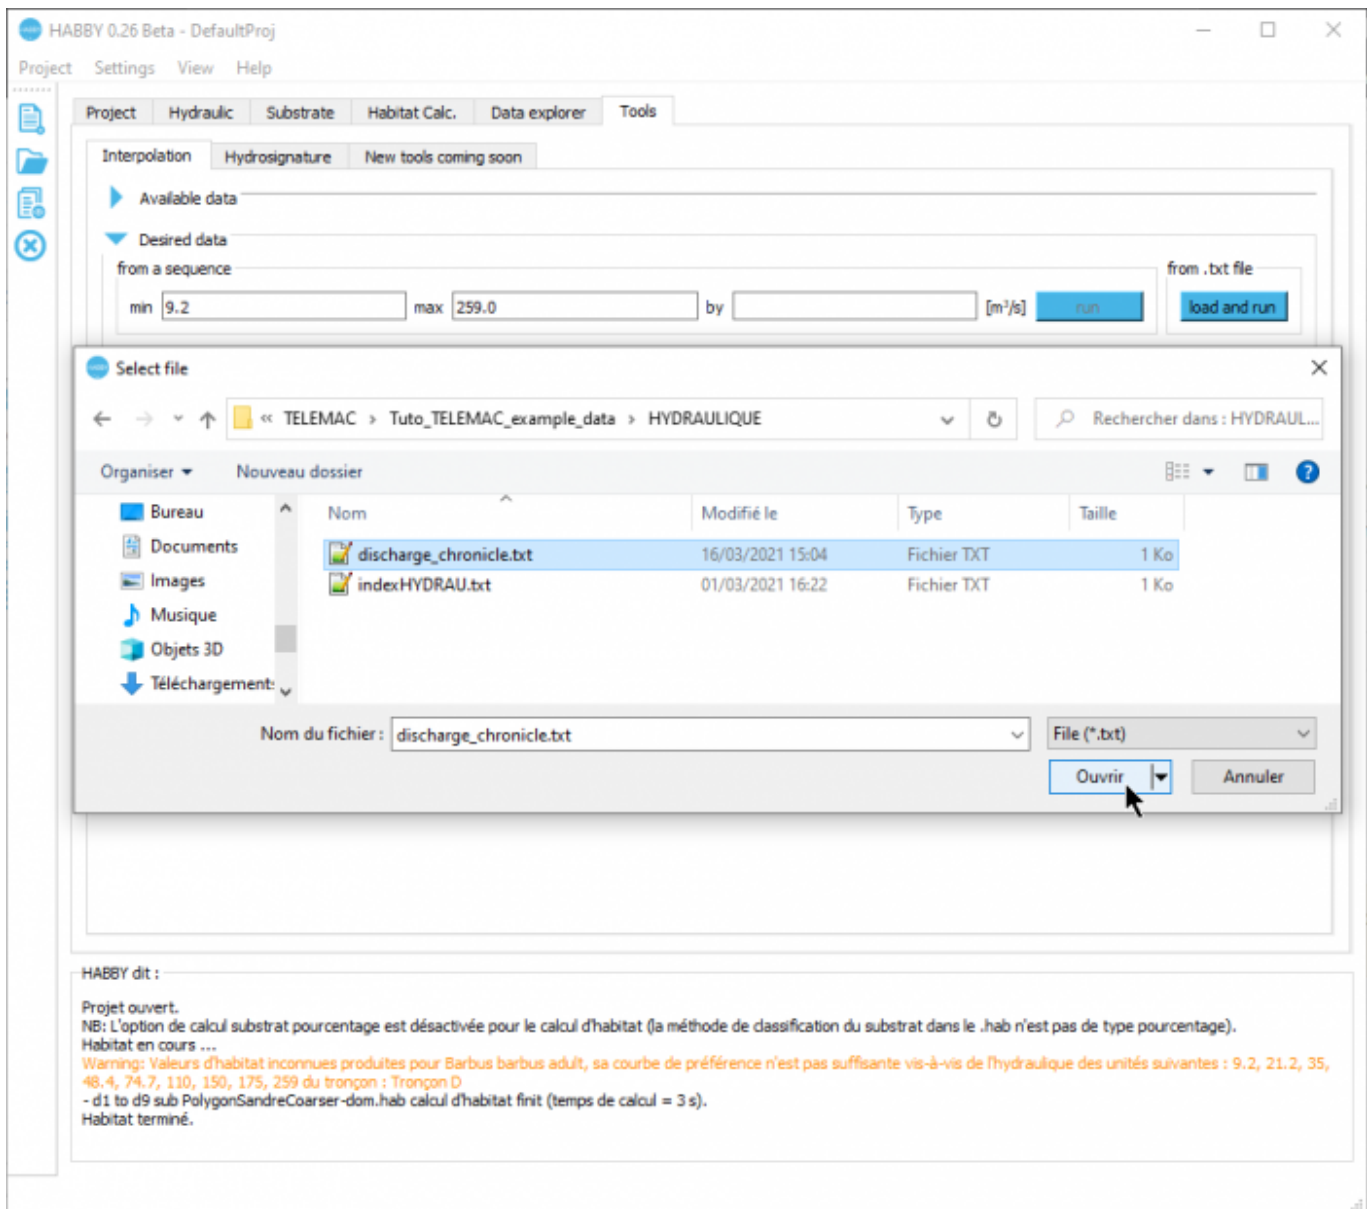 HABBY 0.26 Beta - DefaultProj
Project Settings View Help
Project Hydraulic Substrate Habitat Calc. Data explorer Tools
Interpolation Hydrosignature New tools coming soon
Available data
Desired data
from a sequence from .txt file
min 9.2 max 259.0 by [m³/s] run load and run
Select file
« TELEMAC › Tuto_TELEMAC_example_data › HYDRAULIQUE Rechercher dans : HYDRAUL...
Organiser Nouveau dossier ?
Bureau Nom Modifié le Type Taille
Documents discharge_chronicle.txt 16/03/2021 15:04 Fichier TXT 1 Ko
Images indexHYDRAU.txt 01/03/2021 16:22 Fichier TXT 1 Ko
Musique
Objets 3D
Téléchargement:
Nom du fichier : discharge_chronicle.txt File (*.txt)
Ouvrir Annuler
HABBY dit :
Projet ouvert.
NB: L'option de calcul substrat pourcentage est désactivée pour le calcul d'habitat (la méthode de classification du substrat dans le .hab n'est pas de type pourcentage).
Habitat en cours ...
Warning: Valeurs d'habitat inconnues produites pour Barbus barbus adult, sa courbe de préférence n'est pas suffisante vis-à-vis de l'hydraulique des unités suivantes : 9.2, 21.2, 35,
48.4, 74.7, 110, 150, 175, 259 du tronçon : Tronçon D
- d1 to d9 sub PolygonSandreCoarser-dom.hab calcul d'habitat finit (temps de calcul = 3 s).
Habitat terminé.